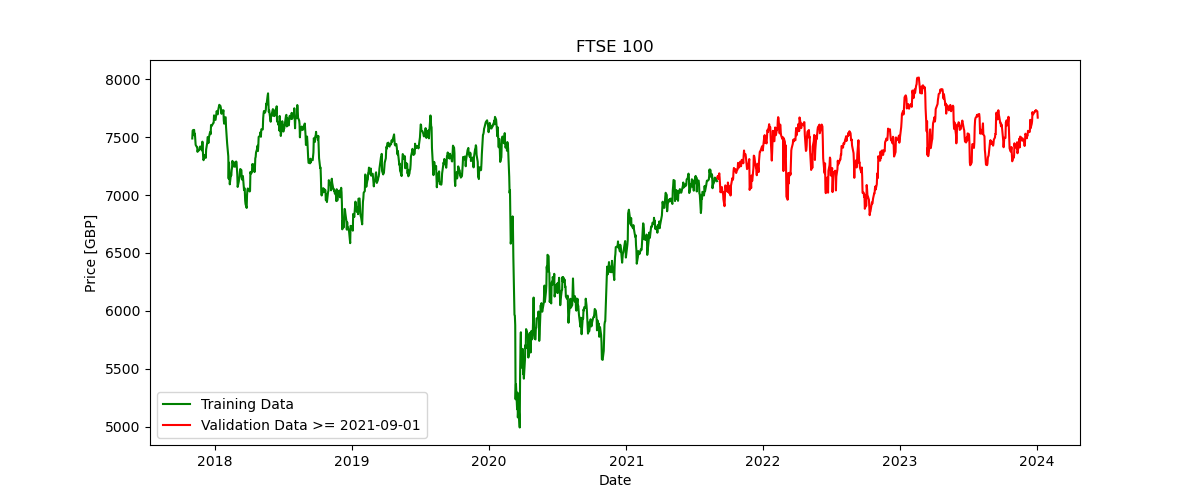 FTSE 100
Price [GBP]
8000
7500
7000
6500
6000
5500
5000
Training Data
Validation Data >= 2021-09-01
2018 2019 2020 2021 2022 2023 2024
Date